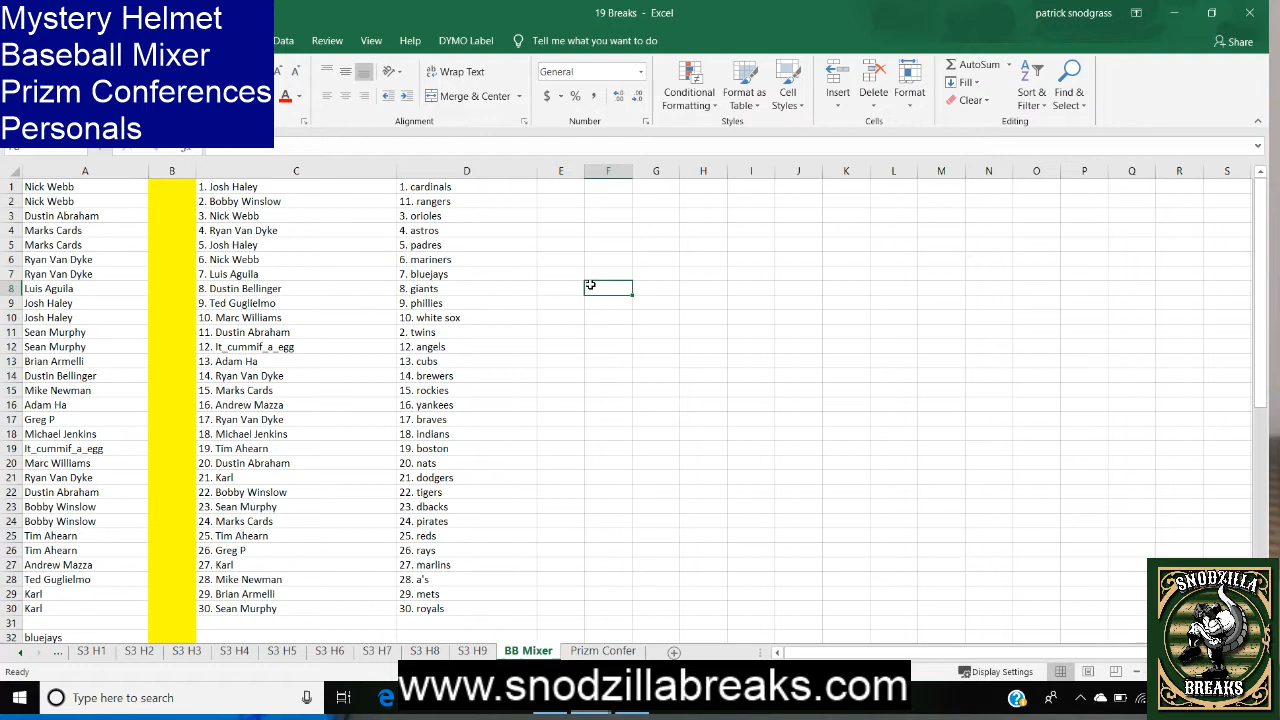 Mystery Helmet
Baseball Mixer
Prizm Conferences
Personals
19 Breaks - Excel
patrick snodgrass
Data Review View Help DYMO Label Tell me what you want to do
Share
Wrap Text
Merge & Center
General
$ % ,
Conditional Formatting
Format as Table
Cell Styles
Insert
Delete
Format
AutoSum
Fill
Clear
Sort & Filter
Find & Select
Alignment
Number
Styles
Cells
Editing
A B C D E F G H I J K L M N O P Q R S
1 Nick Webb 1. Josh Haley 1. cardinals
2 Nick Webb 2. Bobby Winslow 11. rangers
3 Dustin Abraham 3. Nick Webb 3. orioles
4 Marks Cards 4. Ryan Van Dyke 4. astros
5 Marks Cards 5. Josh Haley 5. padres
6 Ryan Van Dyke 6. Nick Webb 6. mariners
7 Ryan Van Dyke 7. Luis Aguila 7. bluejays
8 Luis Aguila 8. Dustin Bellinger 8. giants
9 Josh Haley 9. Ted Guglielmo 9. phillies
10 Josh Haley 10. Marc Williams 10. white sox
11 Sean Murphy 11. Dustin Abraham 2. twins
12 Sean Murphy 12. It_cummif_a_egg 12. angels
13 Brian Armelli 13. Adam Ha 13. cubs
14 Dustin Bellinger 14. Ryan Van Dyke 14. brewers
15 Mike Newman 15. Marks Cards 15. rockies
16 Adam Ha 16. Andrew Mazza 16. yankees
17 Greg P 17. Ryan Van Dyke 17. braves
18 Michael Jenkins 18. Michael Jenkins 18. indians
19 It_cummif_a_egg 19. Tim Ahearn 19. boston
20 Marc Williams 20. Dustin Abraham 20. nats
21 Ryan Van Dyke 21. Karl 21. dodgers
22 Dustin Abraham 22. Bobby Winslow 22. tigers
23 Bobby Winslow 23. Sean Murphy 23. dbacks
24 Bobby Winslow 24. Marks Cards 24. pirates
25 Tim Ahearn 25. Tim Ahearn 25. reds
26 Tim Ahearn 26. Greg P 26. rays
27 Andrew Mazza 27. Karl 27. marlins
28 Ted Guglielmo 28. Mike Newman 28. a's
29 Karl 29. Brian Armelli 29. mets
30 Karl 30. Sean Murphy 30. royals
31
32 bluejays
... S3 H1 S3 H2 S3 H3 S3 H4 S3 H5 S3 H6 S3 H7 S3 H8 S3 H9 BB Mixer Prizm Confer
Ready
Display Settings
Type here to search
www.snodzillabreaks.com
SNODZILLA
BREAKS